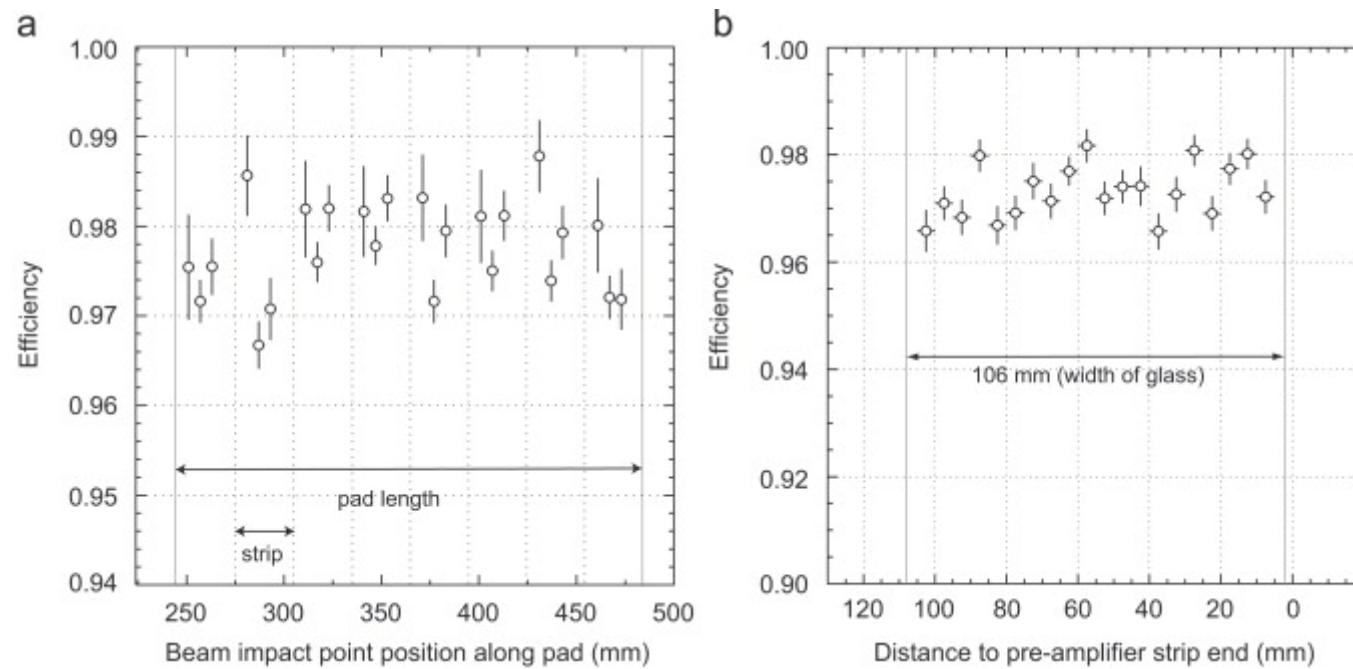 a
1.00
0.99
0.98
0.97
0.96
0.95
0.94
Efficiency
pad length
strip
250 300 350 400 450 500
Beam impact point position along pad (mm)
b
1.00
0.98
0.96
0.94
0.92
0.90
Efficiency
106 mm (width of glass)
120 100 80 60 40 20 0
Distance to pre-amplifier strip end (mm)